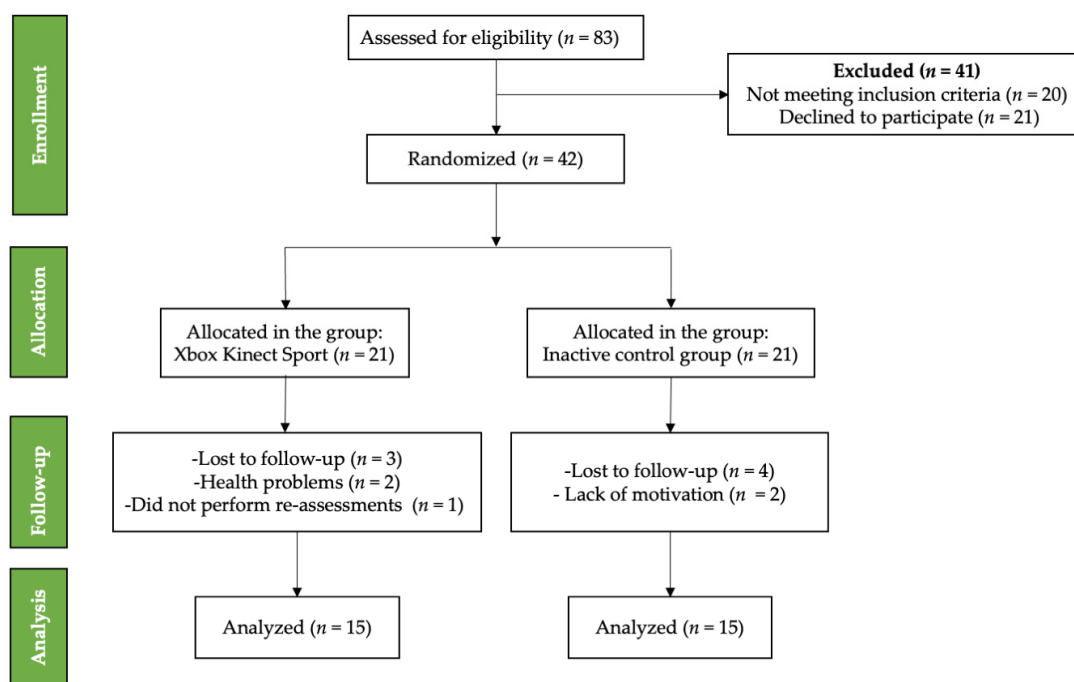 Enrollment
Assessed for eligibility (n = 83)
Excluded (n = 41)
Not meeting inclusion criteria (n = 20)
Declined to participate (n = 21)
Randomized (n = 42)
Allocation
Allocated in the group:
Xbox Kinect Sport (n = 21)
Allocated in the group:
Inactive control group (n = 21)
Follow-up
-Lost to follow-up (n = 3)
-Health problems (n = 2)
-Did not perform re-assessments (n = 1)
-Lost to follow-up (n = 4)
- Lack of motivation (n = 2)
Analysis
Analyzed (n = 15)
Analyzed (n = 15)